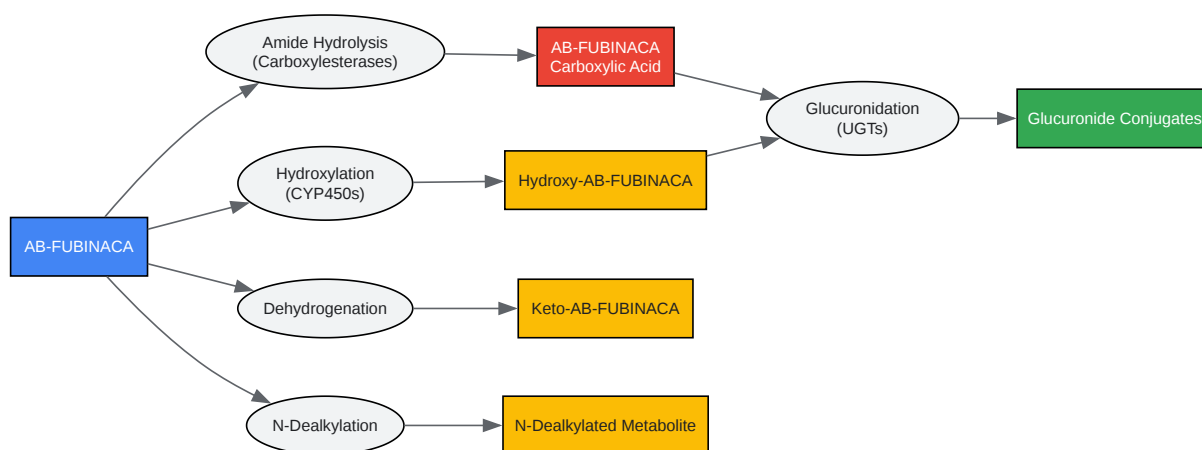 Amide Hydrolysis
(Carboxylesterases)
AB-FUBINACA
Carboxylic Acid
Glucuronidation
(UGTs)
Glucuronide Conjugates
Hydroxylation
(CYP450s)
Hydroxy-AB-FUBINACA
AB-FUBINACA
Dehydrogenation
Keto-AB-FUBINACA
N-Dealkylation
N-Dealkylated Metabolite